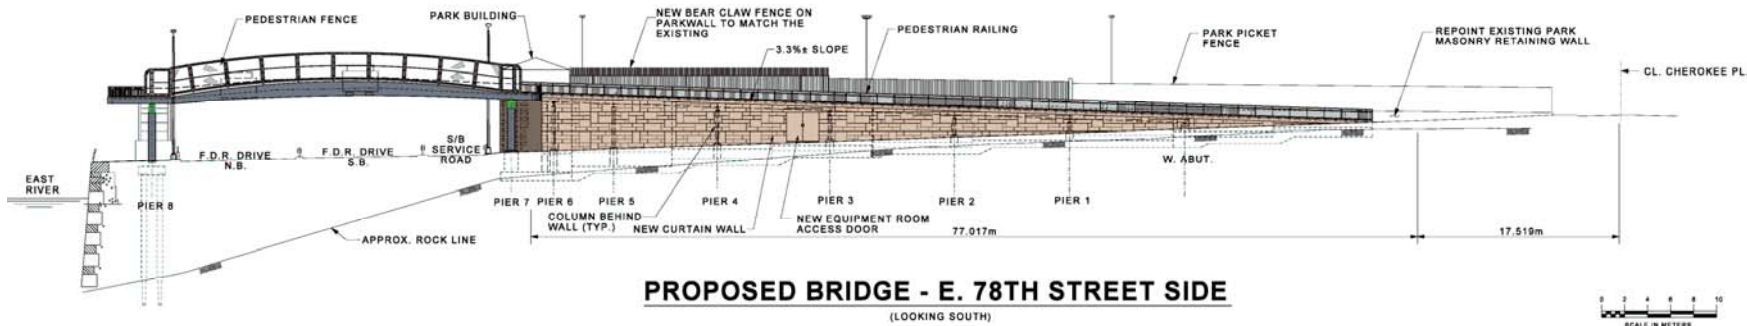 PEDESTRIAN FENCE
PARK BUILDING
NEW BEAR CLAW FENCE ON
PARKWALL TO MATCH THE
EXISTING
PEDESTRIAN RAILING
3.3%± SLOPE
PARK PICKET
FENCE
REPOINT EXISTING PARK
MASONRY RETAINING WALL
CL. CHEROKEE PL.
EAST
RIVER
F.D.R. DRIVE
N.B.
F.D.R. DRIVE
S.B.
S/B
SERVICE
ROAD
W. ABUT.
PIER 8
PIER 7
PIER 6
PIER 5
PIER 4
PIER 3
PIER 2
PIER 1
COLUMN BEHIND
WALL (TYP.)
NEW CURTAIN WALL
NEW EQUIPMENT ROOM
ACCESS DOOR
APPROX. ROCK LINE
77.017m
17.519m
PROPOSED BRIDGE - E. 78TH STREET SIDE
(LOOKING SOUTH)
0 2 4 6 8 10
SCALE IN METERS